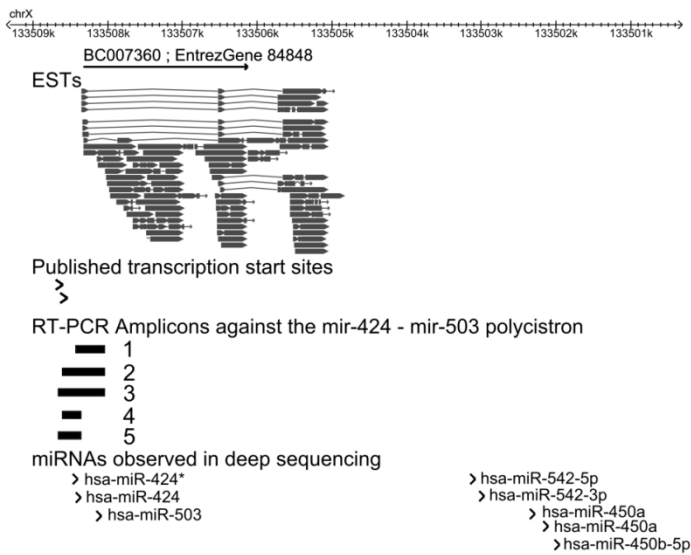 chrX
133509k 133508k 133507k 133506k 133505k 133504k 133503k 133502k 133501k
BC007360 ; EntrezGene 84848
ESTs
Published transcription start sites
RT-PCR Amplicons against the mir-424 - mir-503 polycistron
1
2
3
4
5
miRNAs observed in deep sequencing
hsa-miR-424* hsa-miR-542-5p
hsa-miR-424 hsa-miR-542-3p
hsa-miR-503 hsa-miR-450a
hsa-miR-450a
hsa-miR-450b-5p